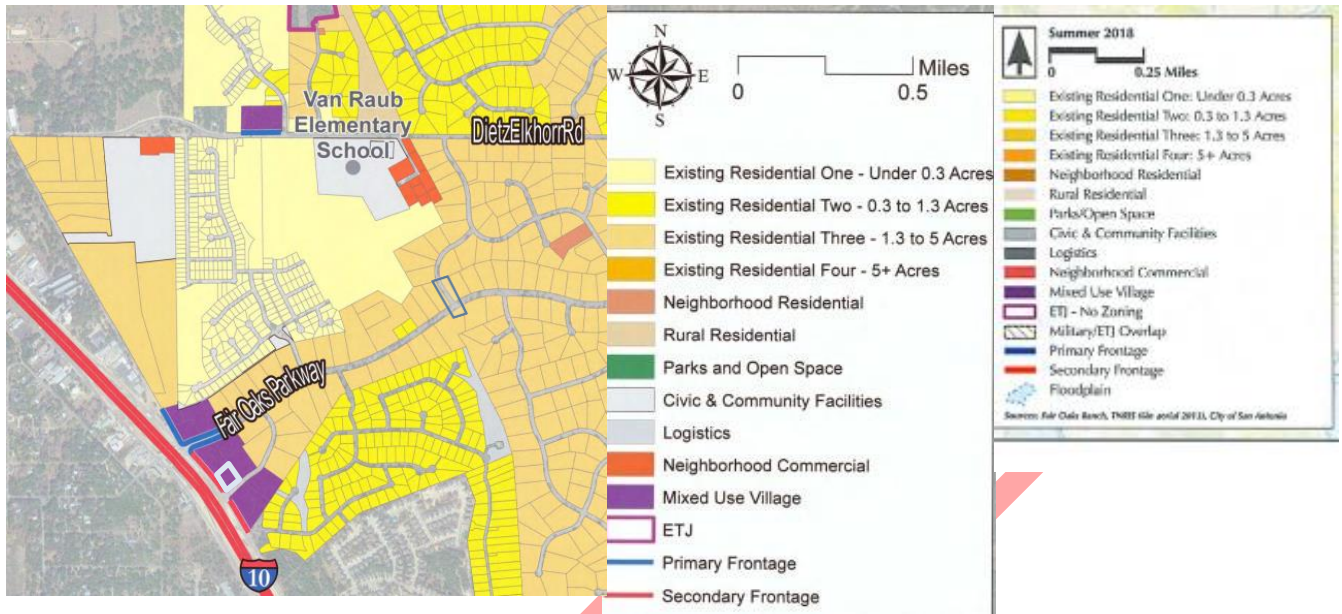 Van Raub
Elementary
School
DietzElkhornRd
Fair Oaks Parkway
10
N
W E
S
Miles
0 0.5
Existing Residential One - Under 0.3 Acres
Existing Residential Two - 0.3 to 1.3 Acres
Existing Residential Three - 1.3 to 5 Acres
Existing Residential Four - 5+ Acres
Neighborhood Residential
Rural Residential
Parks and Open Space
Civic & Community Facilities
Logistics
Neighborhood Commercial
Mixed Use Village
ETJ
Primary Frontage
Secondary Frontage
Summer 2018
0 0.25 Miles
Existing Residential One: Under 0.3 Acres
Existing Residential Two: 0.3 to 1.3 Acres
Existing Residential Three: 1.3 to 5 Acres
Existing Residential Four: 5+ Acres
Neighborhood Residential
Rural Residential
Parks/Open Space
Civic & Community Facilities
Logistics
Neighborhood Commercial
Mixed Use Village
ETJ - No Zoning
Military/ETJ Overlap
Primary Frontage
Secondary Frontage
Floodplain
Sources: Fair Oaks Ranch, TNRIS (tile aerial 2013), City of San Antonio